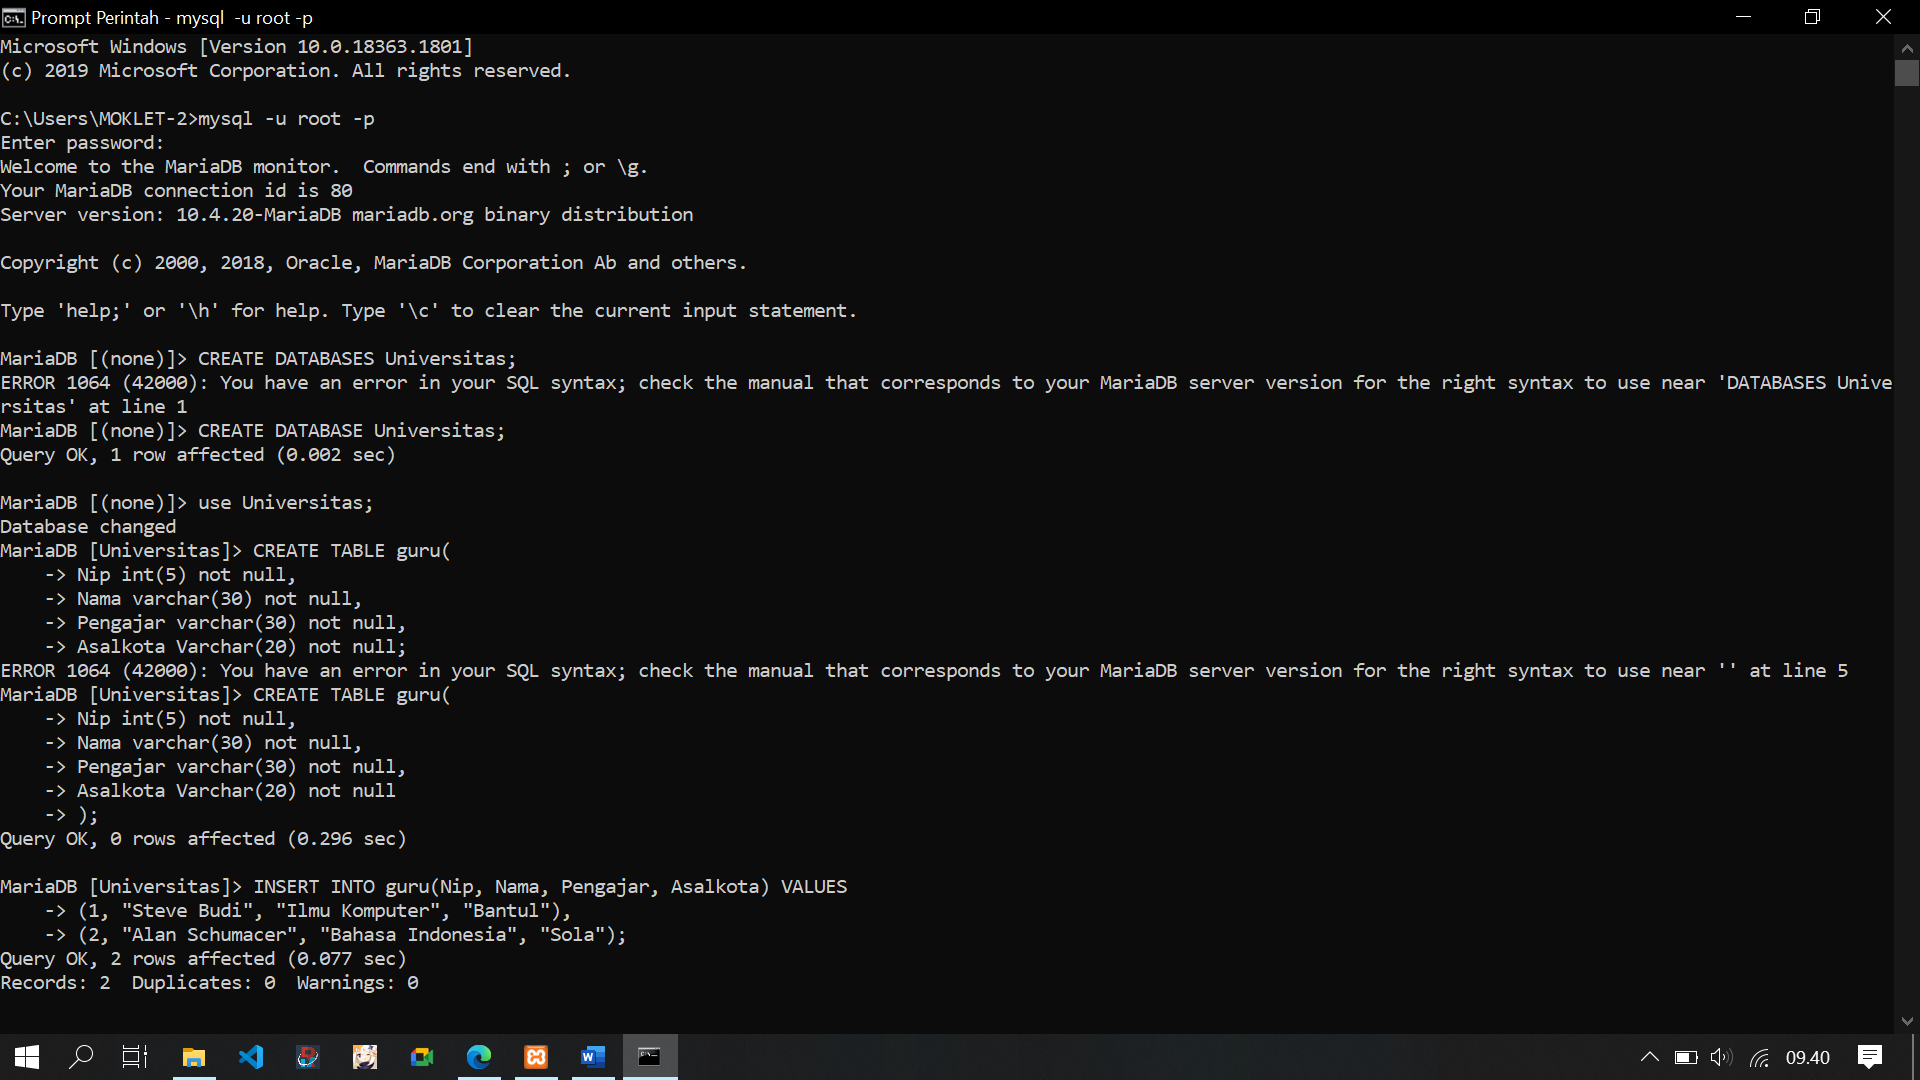 Prompt Perintah - mysql  -u root -p
Microsoft Windows [Version 10.0.18363.1801]
(c) 2019 Microsoft Corporation. All rights reserved.
C:\Users\MOKLET-2>mysql -u root -p
Enter password:
Welcome to the MariaDB monitor.  Commands end with ; or \g.
Your MariaDB connection id is 80
Server version: 10.4.20-MariaDB mariadb.org binary distribution
Copyright (c) 2000, 2018, Oracle, MariaDB Corporation Ab and others.
Type 'help;' or '\h' for help. Type '\c' to clear the current input statement.
MariaDB [(none)]> CREATE DATABASES Universitas;
ERROR 1064 (42000): You have an error in your SQL syntax; check the manual that corresponds to your MariaDB server version for the right syntax to use near 'DATABASES Unive
rsitas' at line 1
MariaDB [(none)]> CREATE DATABASE Universitas;
Query OK, 1 row affected (0.002 sec)
MariaDB [(none)]> use Universitas;
Database changed
MariaDB [Universitas]> CREATE TABLE guru(
    -> Nip int(5) not null,
    -> Nama varchar(30) not null,
    -> Pengajar varchar(30) not null,
    -> Asalkota Varchar(20) not null;
ERROR 1064 (42000): You have an error in your SQL syntax; check the manual that corresponds to your MariaDB server version for the right syntax to use near '' at line 5
MariaDB [Universitas]> CREATE TABLE guru(
    -> Nip int(5) not null,
    -> Nama varchar(30) not null,
    -> Pengajar varchar(30) not null,
    -> Asalkota Varchar(20) not null
    -> );
Query OK, 0 rows affected (0.296 sec)
MariaDB [Universitas]> INSERT INTO guru(Nip, Nama, Pengajar, Asalkota) VALUES
    -> (1, "Steve Budi", "Ilmu Komputer", "Bantul"),
    -> (2, "Alan Schumacer", "Bahasa Indonesia", "Sola");
Query OK, 2 rows affected (0.077 sec)
Records: 2  Duplicates: 0  Warnings: 0
09.40